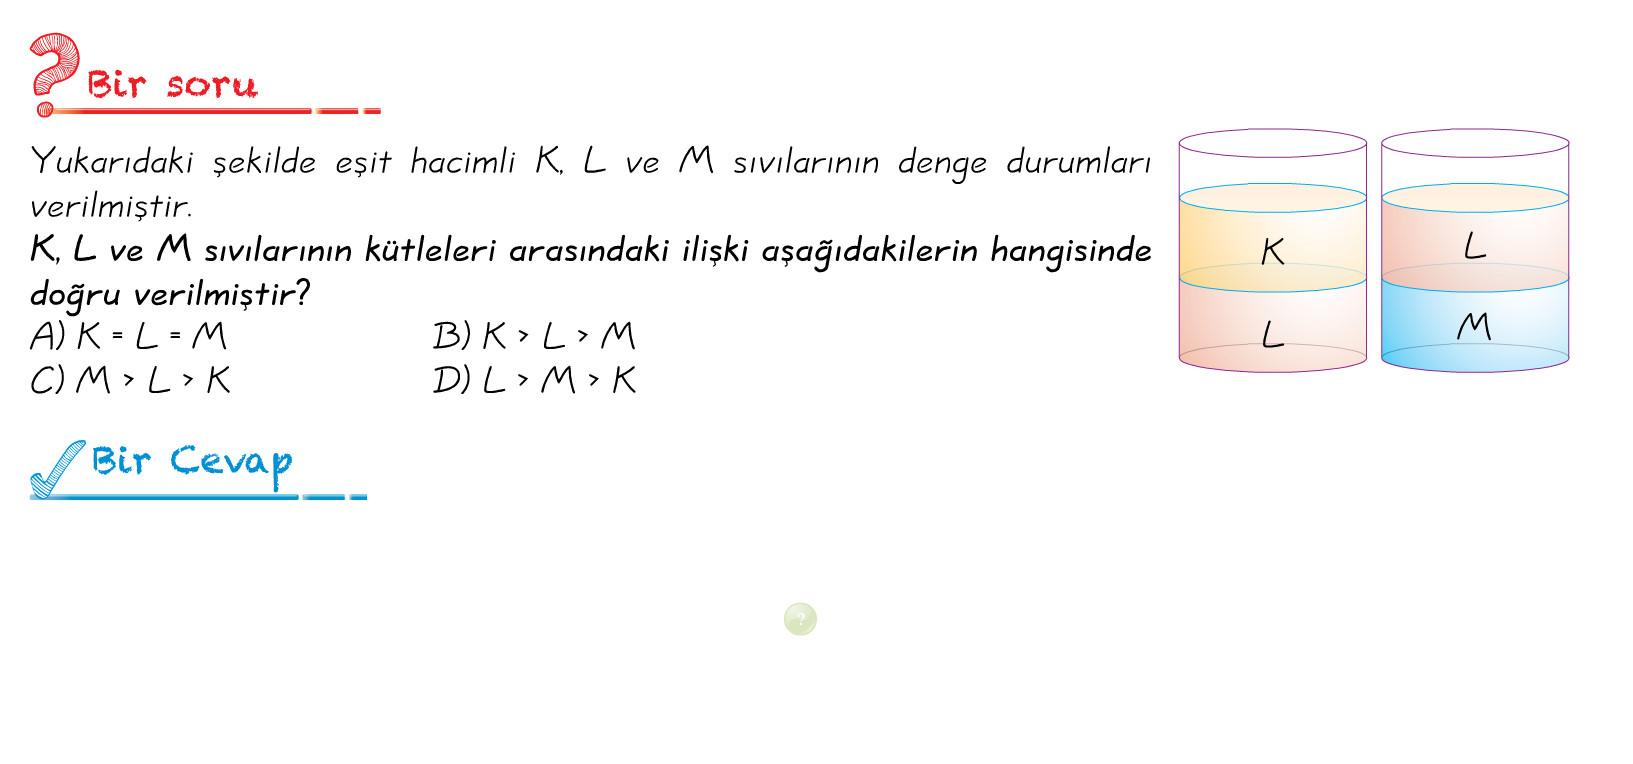 Bir soru
Yukarıdaki şekilde eşit hacimli K, L ve M sıvılarının denge durumları
verilmiştir.
K, L ve M sıvılarının kütleleri arasındaki ilişki aşağıdakilerin hangisinde
doğru verilmiştir?
A) K = L = M B) K > L > M
C) M > L > K D) L > M > K
K
L
L
M
Bir Cevap
?